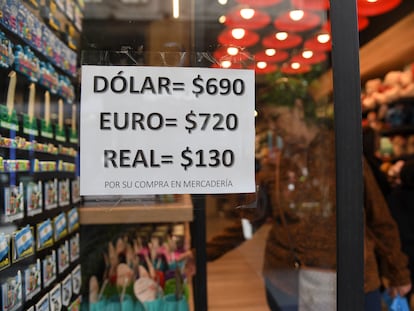 DÓLAR= $690
EURO= $720
REAL= $130
POR SU COMPRA EN MERCADERÍA